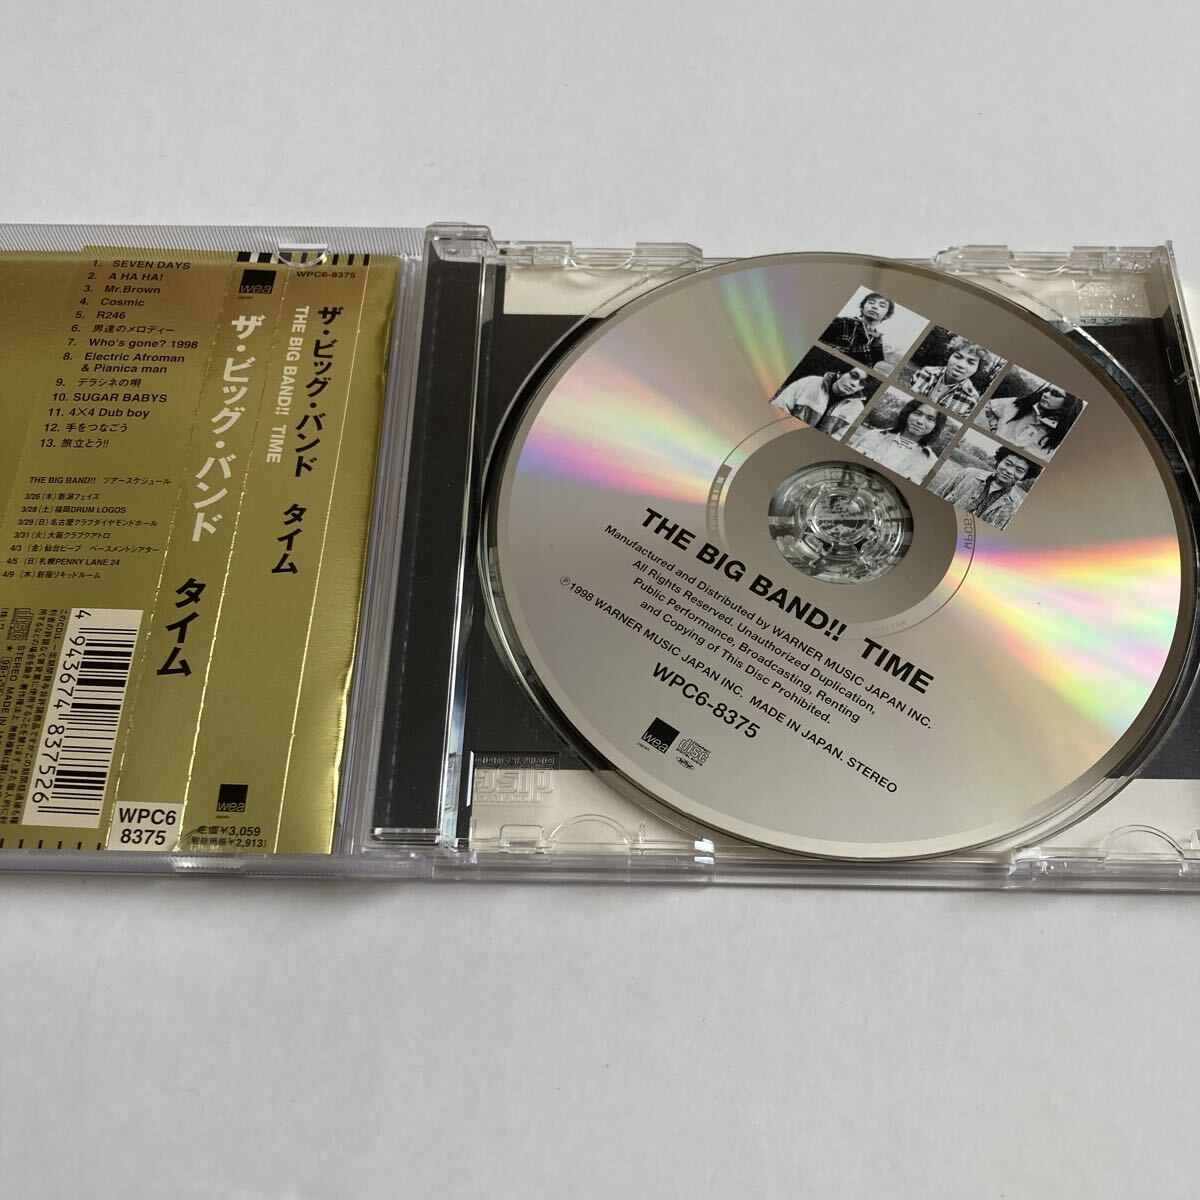 1. SEVEN DAYS
2. A HA HA!
3. Mr.Brown
4. Cosmic
5. R246
6. 男達のメロディー
7. Who's gone? 1998
8. Electric Afroman
& Pianica man
9. デラシネの唄
10. SUGAR BABYS
11. 4×4 Dub boy
12. 手をつなごう
13. 旅立とう!!
THE BIG BAND!! ツアースケジュール
3/26(木)新潟フェイズ
3/28(土)福岡DRUM LOGOS
3/29(日)名古屋クラブダイヤモンドホール
3/31(火)大阪クラブクアトロ
4/3 (金)仙台ビーブ ベースメントシアター
4/5 (日)札幌PENNY LANE 24
4/9 (木)新宿リキッドルーム
4943674837526
WPC6
8375
wea
Japan
ザ・ビッグ・バンド タイム
wea
Japan
定価¥3,059
(税抜価格¥2,913)
WPC6-8375
ザ・ビッグ・バンド タイム
THE BIG BAND!! TIME
THE BIG BAND!! TIME
Manufactured and Distributed by WARNER MUSIC JAPAN INC.
All Rights Reserved. Unauthorized Duplication,
Public Performance, Broadcasting, Renting
and Copying of This Disc Prohibited.
℗1998 WARNER MUSIC JAPAN INC. MADE IN JAPAN. STEREO
WPC6-8375
wea
Japan
COMPACT
disc
DIGITAL AUDIO